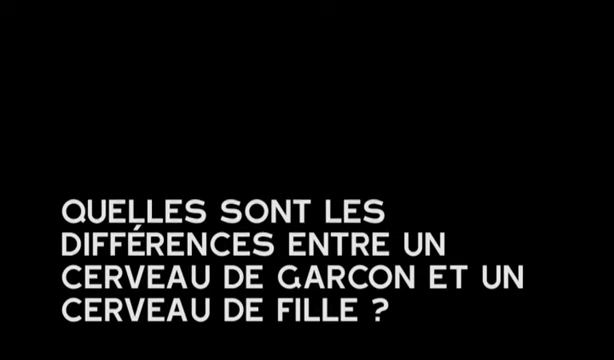 QUELLES SONT LES
DIFFÉRENCES ENTRE UN
CERVEAU DE GARCON ET UN
CERVEAU DE FILLE ?